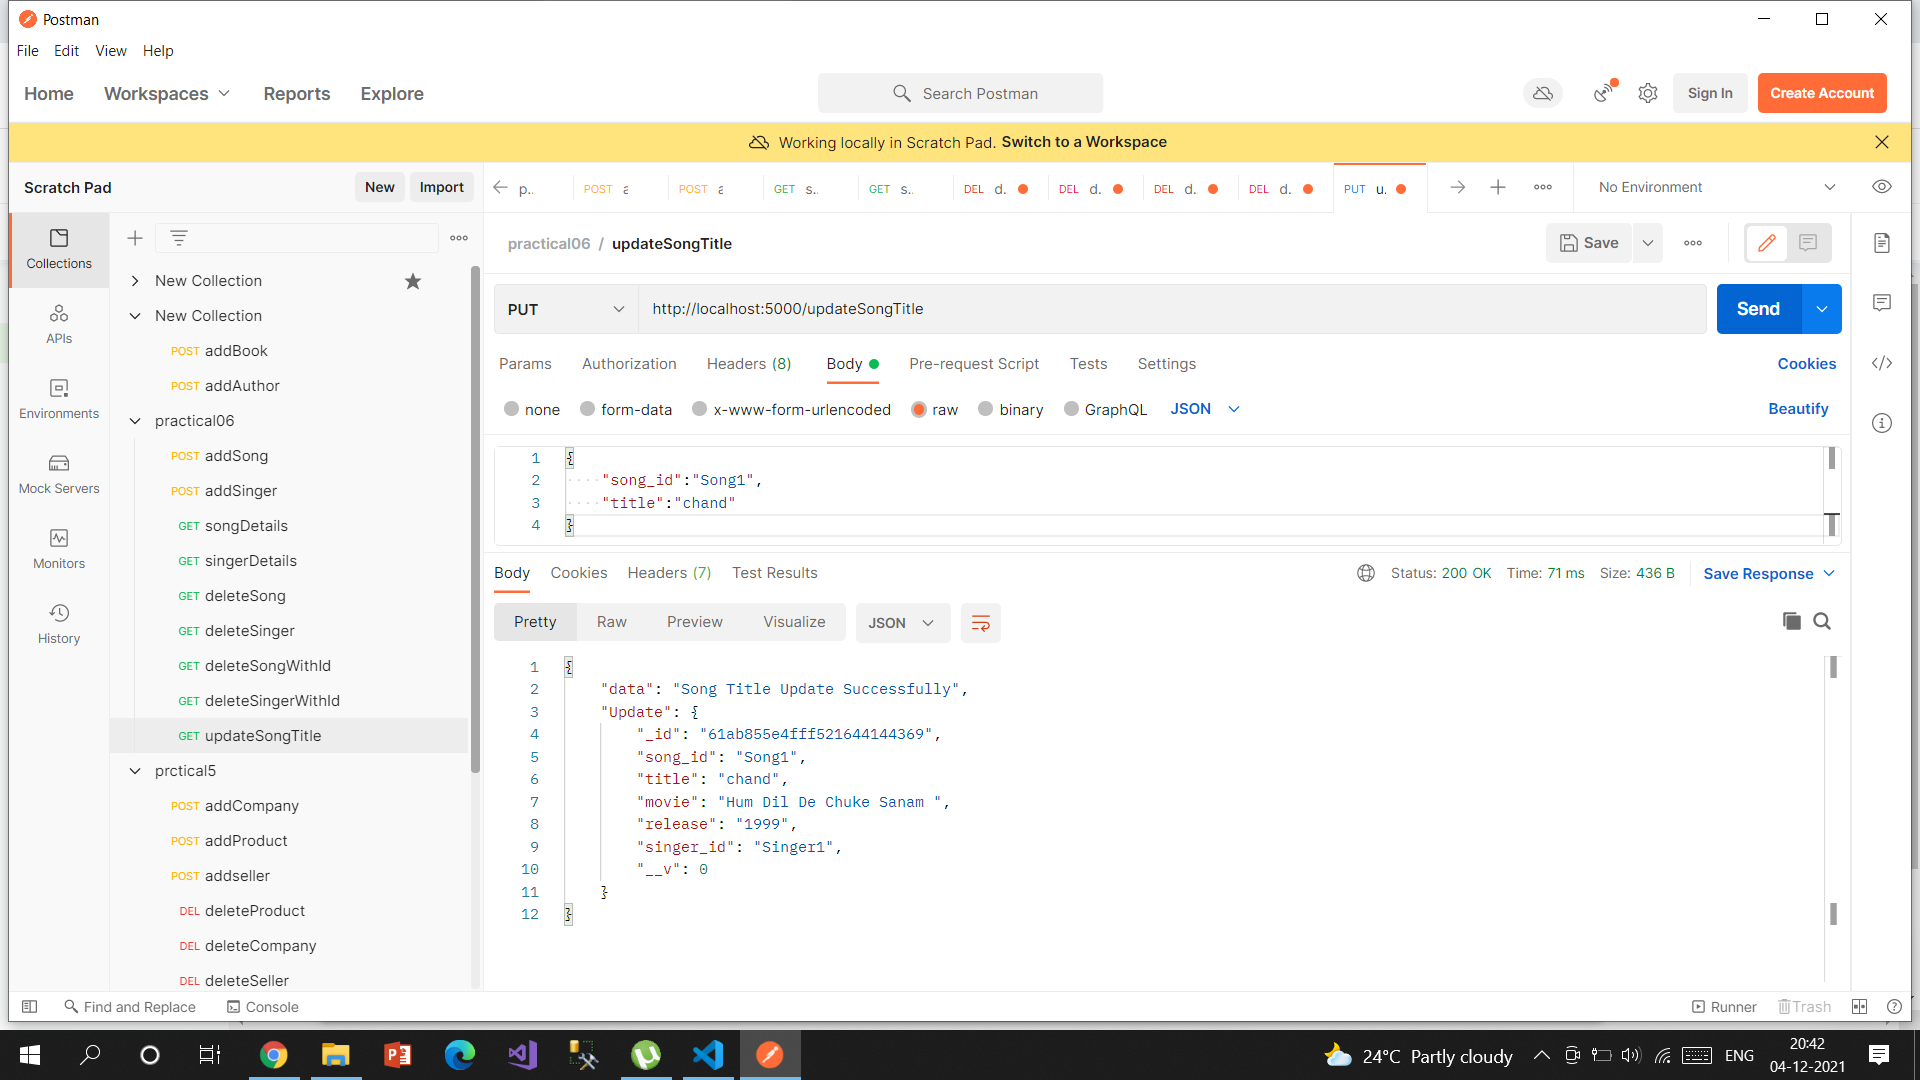 Postman
File Edit View Help
Home Workspaces Reports Explore Search Postman Sign In Create Account
Working locally in Scratch Pad. Switch to a Workspace
Scratch Pad New Import p.. POST a POST a GET s.. GET s.. DEL d. DEL d. DEL d. DEL d. PUT u. No Environment
practical06 / updateSongTitle Save
Collections
APIs
Environments
Mock Servers
Monitors
History
New Collection
New Collection
POST addBook
POST addAuthor
practical06
POST addSong
POST addSinger
GET songDetails
GET singerDetails
GET deleteSong
GET deleteSinger
GET deleteSongWithId
GET deleteSingerWithId
GET updateSongTitle
prctical5
POST addCompany
POST addProduct
POST addseller
DEL deleteProduct
DEL deleteCompany
DEL deleteSeller
PUT http://localhost:5000/updateSongTitle Send
Params Authorization Headers (8) Body Pre-request Script Tests Settings Cookies
none form-data x-www-form-urlencoded raw binary GraphQL JSON Beautify
1 {
2 "song_id":"Song1",
3 "title":"chand"
4 }
Body Cookies Headers (7) Test Results Status: 200 OK Time: 71 ms Size: 436 B Save Response
Pretty Raw Preview Visualize JSON
1 {
2 "data": "Song Title Update Successfully",
3 "Update": {
4 "_id": "61ab855e4fff521644144369",
5 "song_id": "Song1",
6 "title": "chand",
7 "movie": "Hum Dil De Chuke Sanam ",
8 "release": "1999",
9 "singer_id": "Singer1",
10 "__v": 0
11 }
12 }
Find and Replace Console Runner Trash
24°C Partly cloudy ENG 20:42
04-12-2021